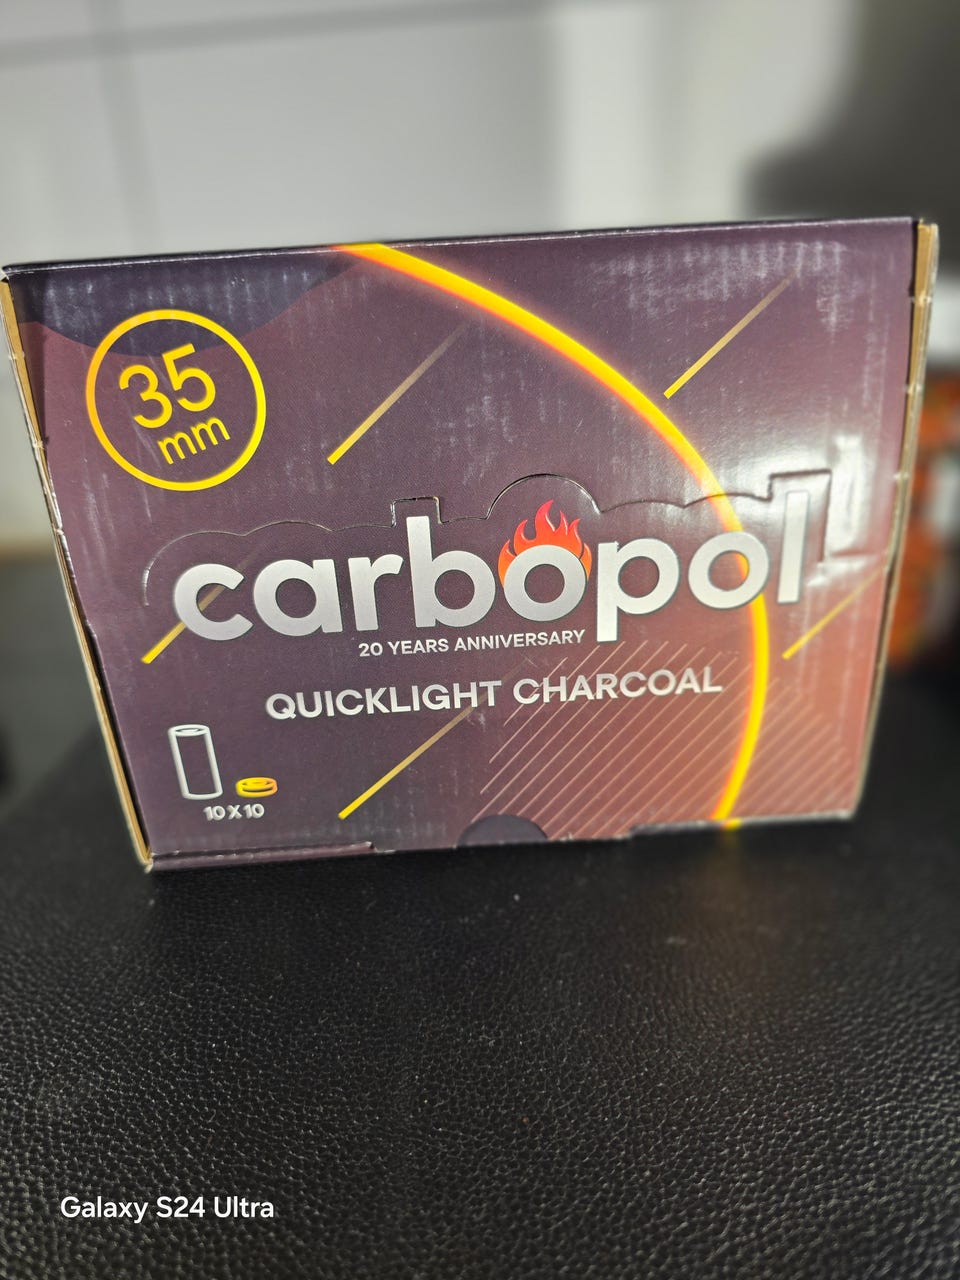 35
mm
carbopol
20 YEARS ANNIVERSARY
QUICKLIGHT CHARCOAL
10 X 10
Galaxy S24 Ultra